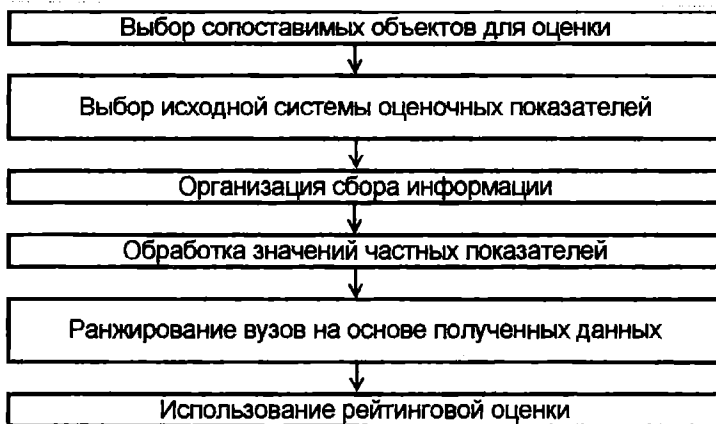 Выбор сопоставимых объектов для оценки
Выбор исходной системы оценочных показателей
Организация сбора информации
Обработка значений частных показателей
Ранжирование вузов на основе полученных данных
Использование рейтинговой оценки